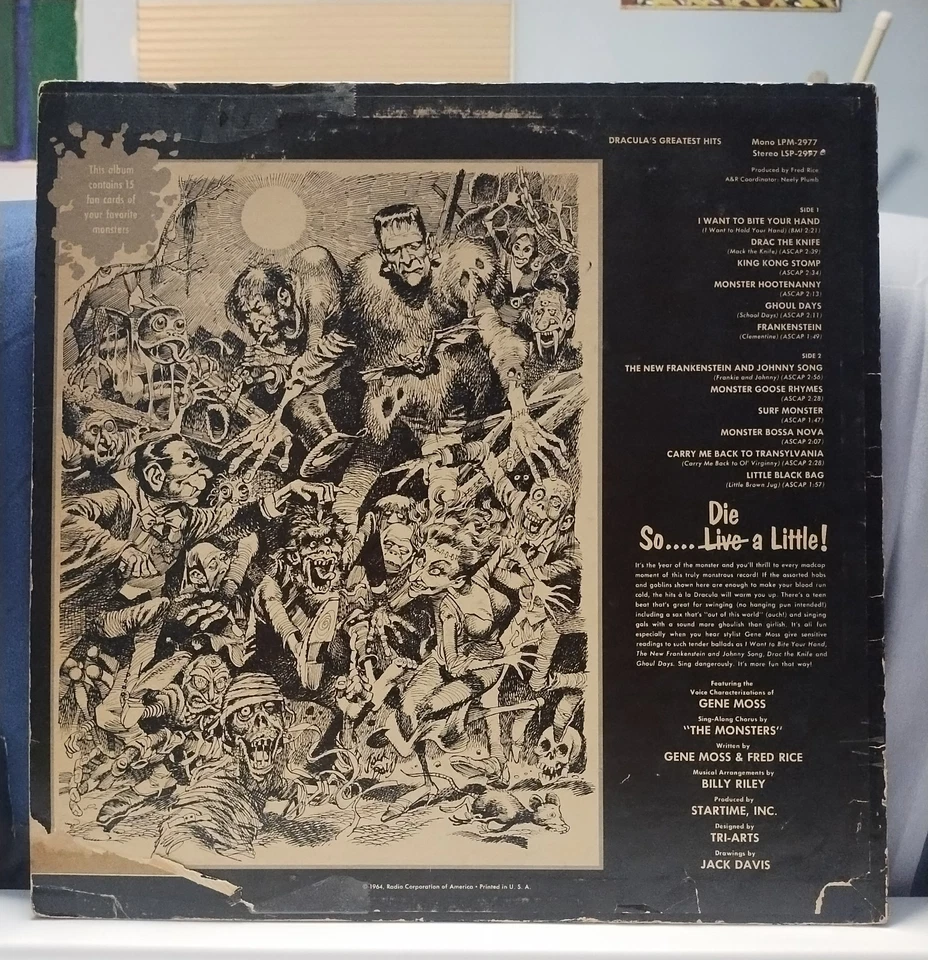 This album
contains 15
fun cards of
your favorite
monsters
DRACULA'S GREATEST HITS
Mono LPM-2977
Stereo LSP-2977
Produced by Fred Rice
A&R Coordinator: Neely Plumb
SIDE 1
I WANT TO BITE YOUR HAND
(I Want to Hold Your Hand) (BMI 2:21)
DRAC THE KNIFE
(Mack the Knife) (ASCAP 2:39)
KING KONG STOMP
(ASCAP 2:34)
MONSTER HOOTENANNY
(ASCAP 2:13)
GHOUL DAYS
(School Days) (ASCAP 2:11)
FRANKENSTEIN
(Clementine) (ASCAP 1:49)
SIDE 2
THE NEW FRANKENSTEIN AND JOHNNY SONG
(Frankie and Johnny) (ASCAP 2:56)
MONSTER GOOSE RHYMES
(ASCAP 2:28)
SURF MONSTER
(ASCAP 1:47)
MONSTER BOSSA NOVA
(ASCAP 2:07)
CARRY ME BACK TO TRANSYLVANIA
(Carry Me Back to Ol' Virginny) (ASCAP 2:28)
LITTLE BLACK BAG
(Little Brown Jug) (ASCAP 1:57)
Die
So.... Live a Little!
It's the year of the monster and you'll thrill to every madcap
moment of this truly monstrous record! If the assorted hobs
and goblins shown here are enough to make your blood run
cold, the hits à la Dracula will warm you up. There's a teen
beat that's great for swinging (no hanging pun intended!)
including a sax that's "out of this world" (ouch!) and singing
gals with a sound more ghoulish than girlish. It's all fun
especially when you hear stylist Gene Moss give sensitive
readings to such tender ballads as I Want to Bite Your Hand,
The New Frankenstein and Johnny Song, Drac the Knife and
Ghoul Days. Sing dangerously. It's more fun that way!
Featuring the
Voice Characterizations of
GENE MOSS
Sing-Along Chorus by
"THE MONSTERS"
Written by
GENE MOSS & FRED RICE
Musical Arrangements by
BILLY RILEY
Produced by
STARTIME, INC.
Designed by
TRI-ARTS
Drawings by
JACK DAVIS
© 1964, Radio Corporation of America • Printed in U. S. A.